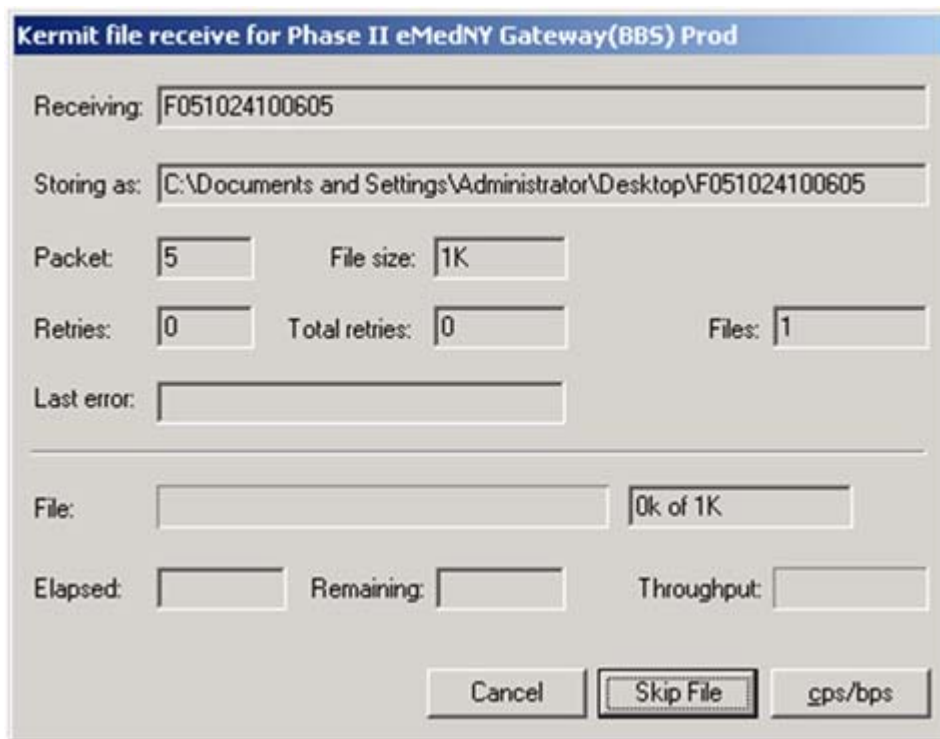 Kermit file receive for Phase II eMedNY Gateway(BBS) Prod
Receiving: F051024100605
Storing as: C:\Documents and Settings\Administrator\Desktop\F051024100605
Packet: 5 File size: 1K
Retries: 0 Total retries: 0 Files: 1
Last error:
File: 0k of 1K
Elapsed: Remaining: Throughput:
Cancel Skip File cps/bps